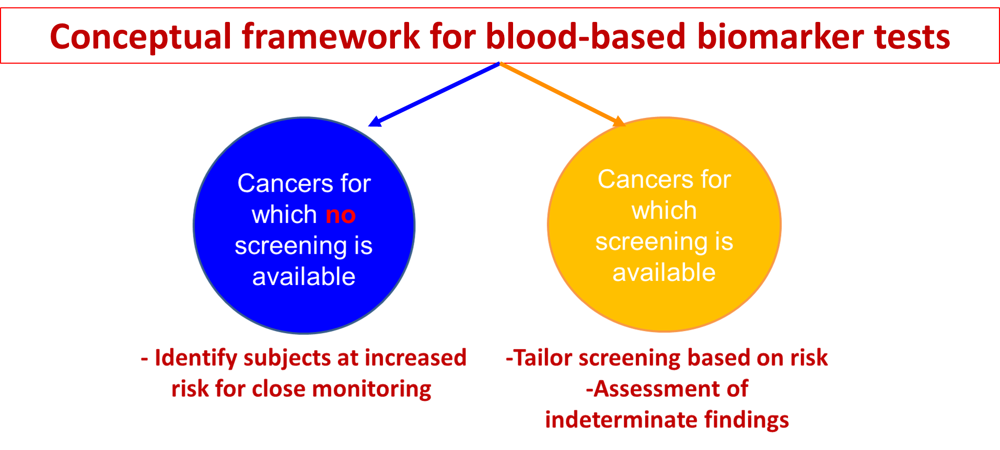 Conceptual framework for blood-based biomarker tests
Cancers for
which no
screening is
available
Cancers for
which
screening is
available
- Identify subjects at increased
risk for close monitoring
-Tailor screening based on risk
-Assessment of
indeterminate findings